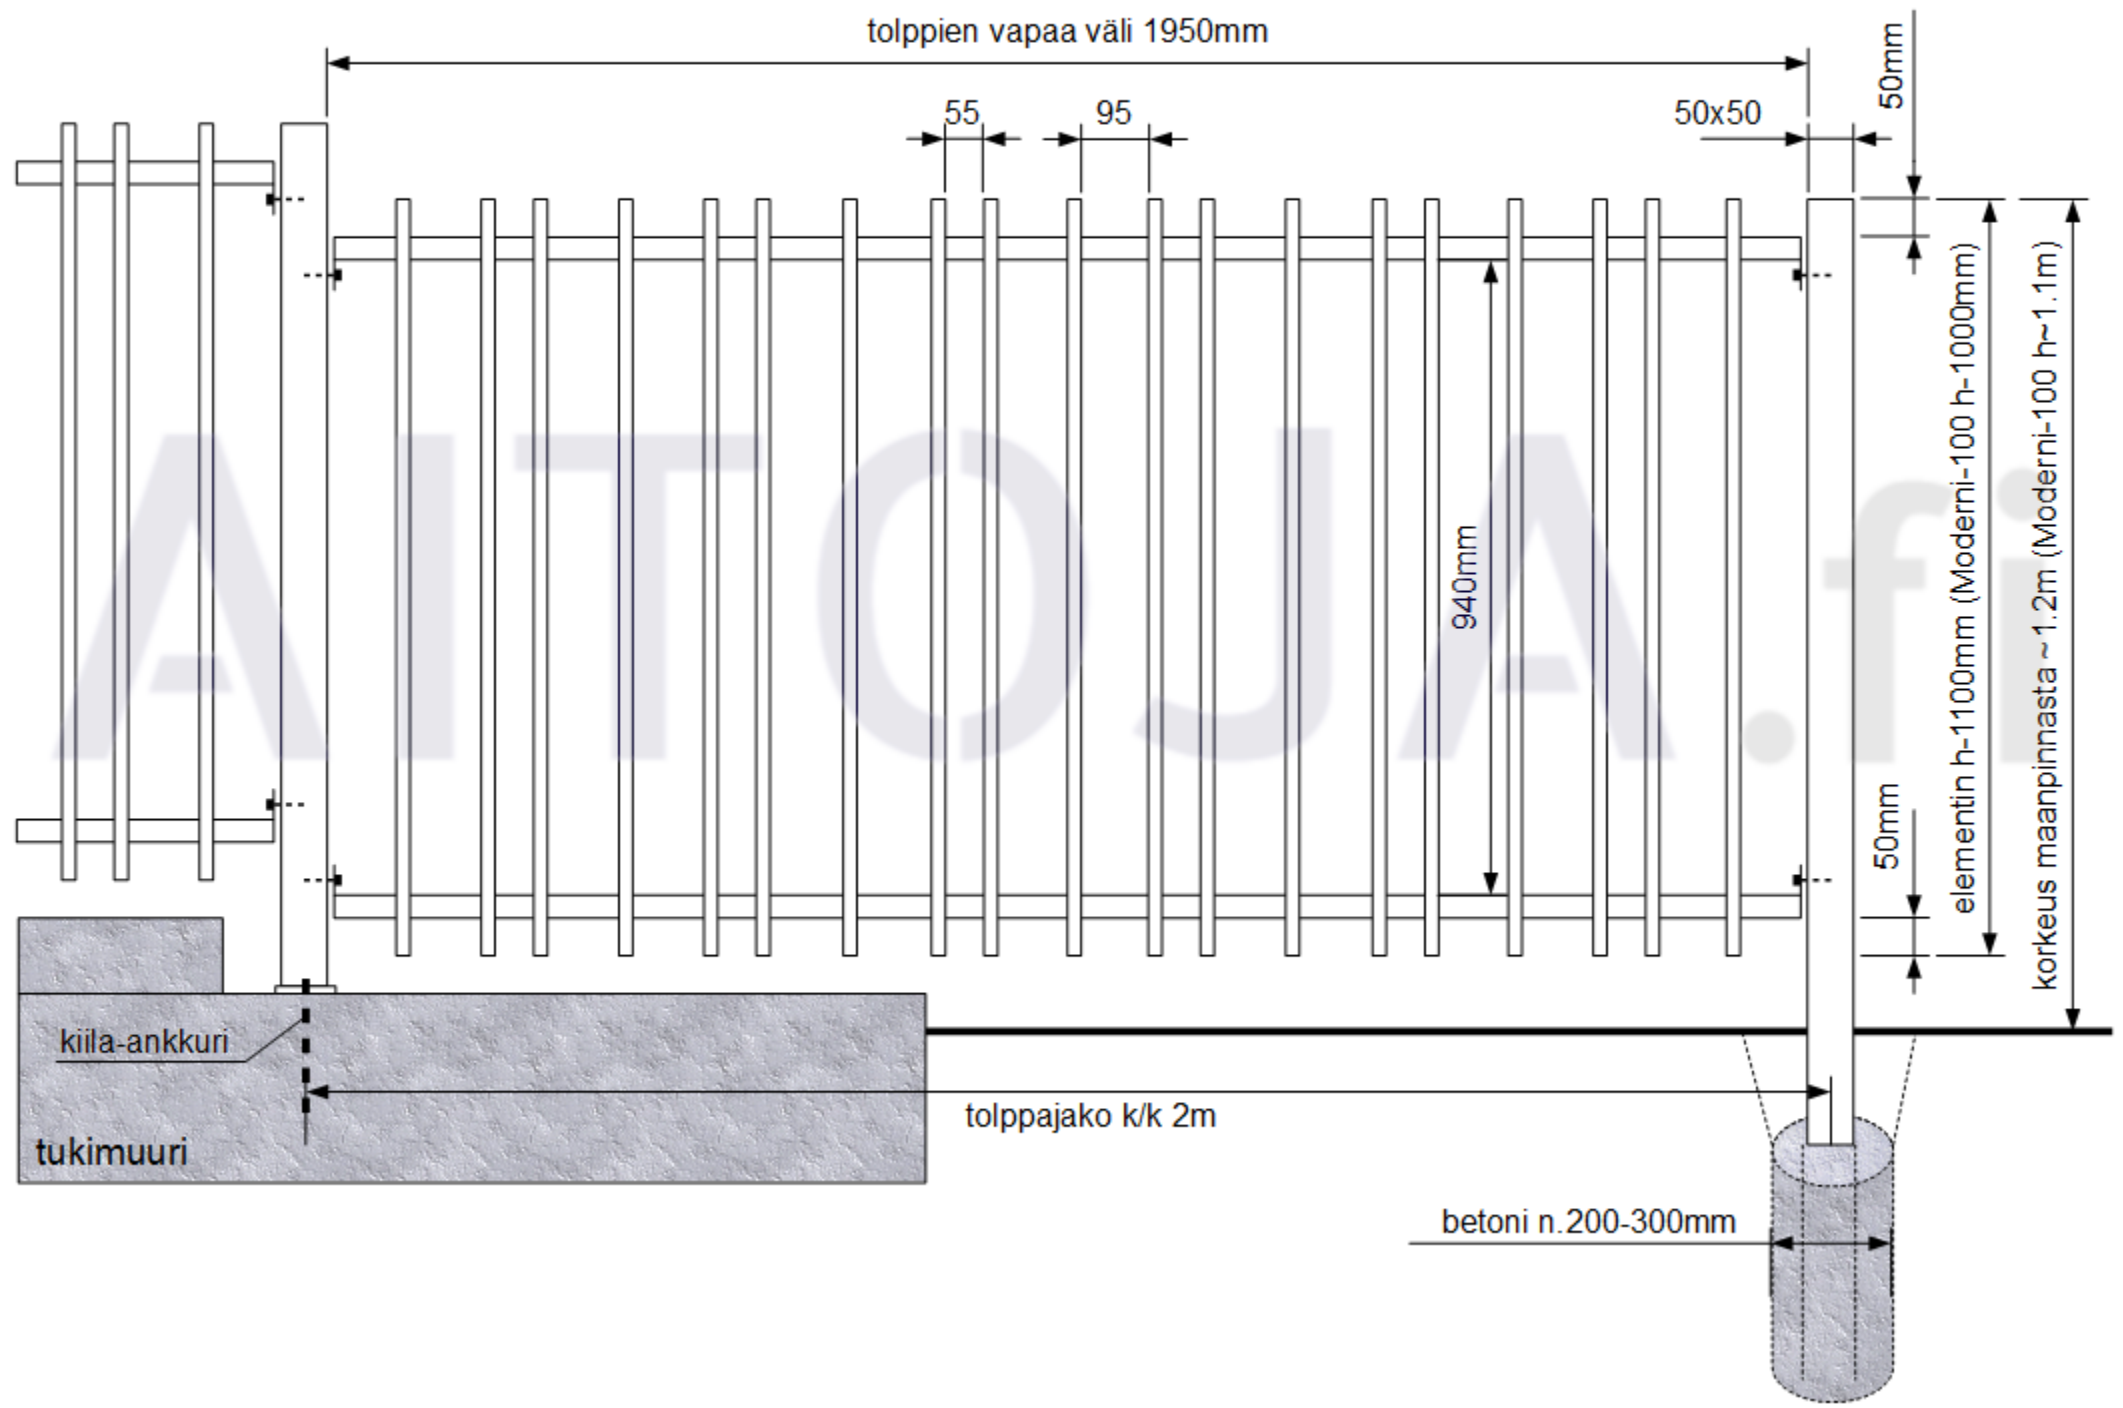 tolppien vapaa väli 1950mm
55
95
50x50
50mm
elementin h-1100mm (Moderni-100 h-1000mm)
korkeus maanpinnasta ~1.2m (Moderni-100 h~1.1m)
940mm
50mm
AITOJA.fi
kiila-ankkuri
tolppajako k/k 2m
tukimuuri
betoni n.200-300mm